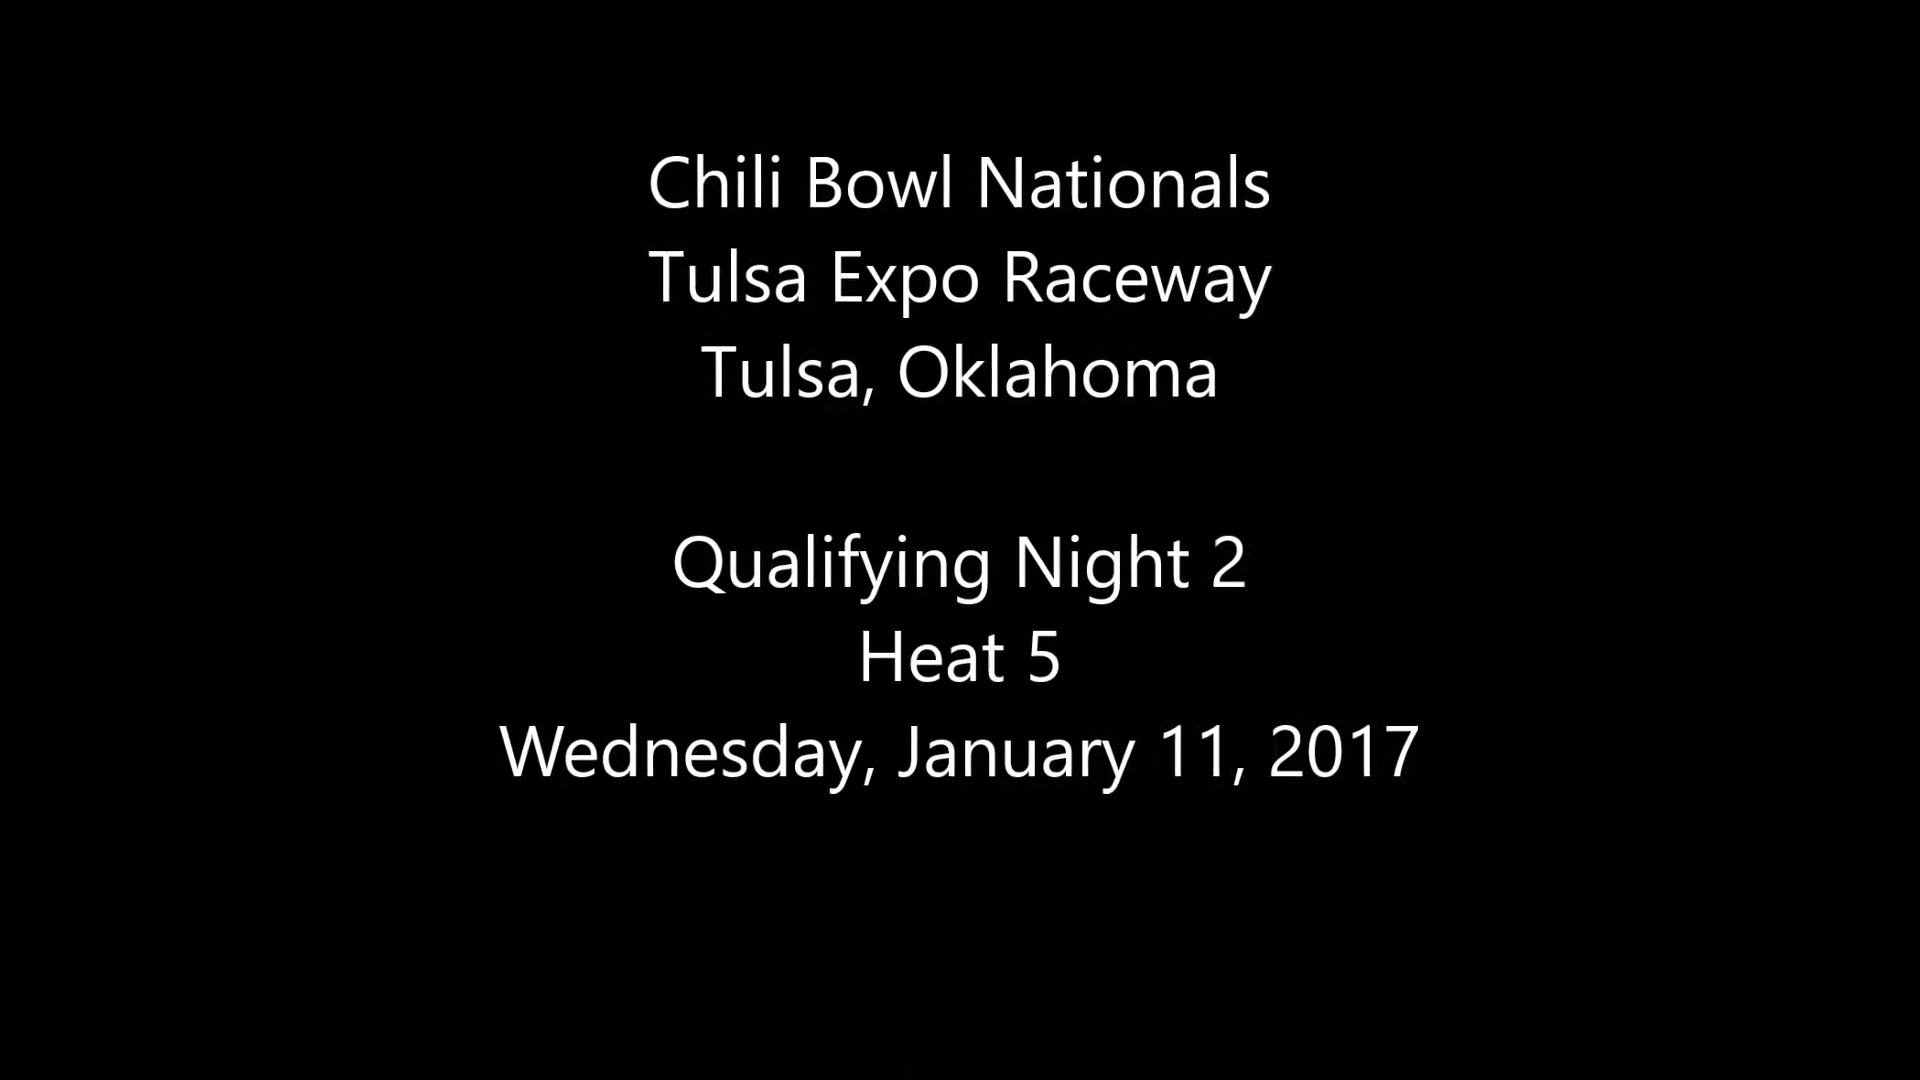 Chili Bowl Nationals
Tulsa Expo Raceway
Tulsa, Oklahoma
Qualifying Night 2
Heat 5
Wednesday, January 11, 2017